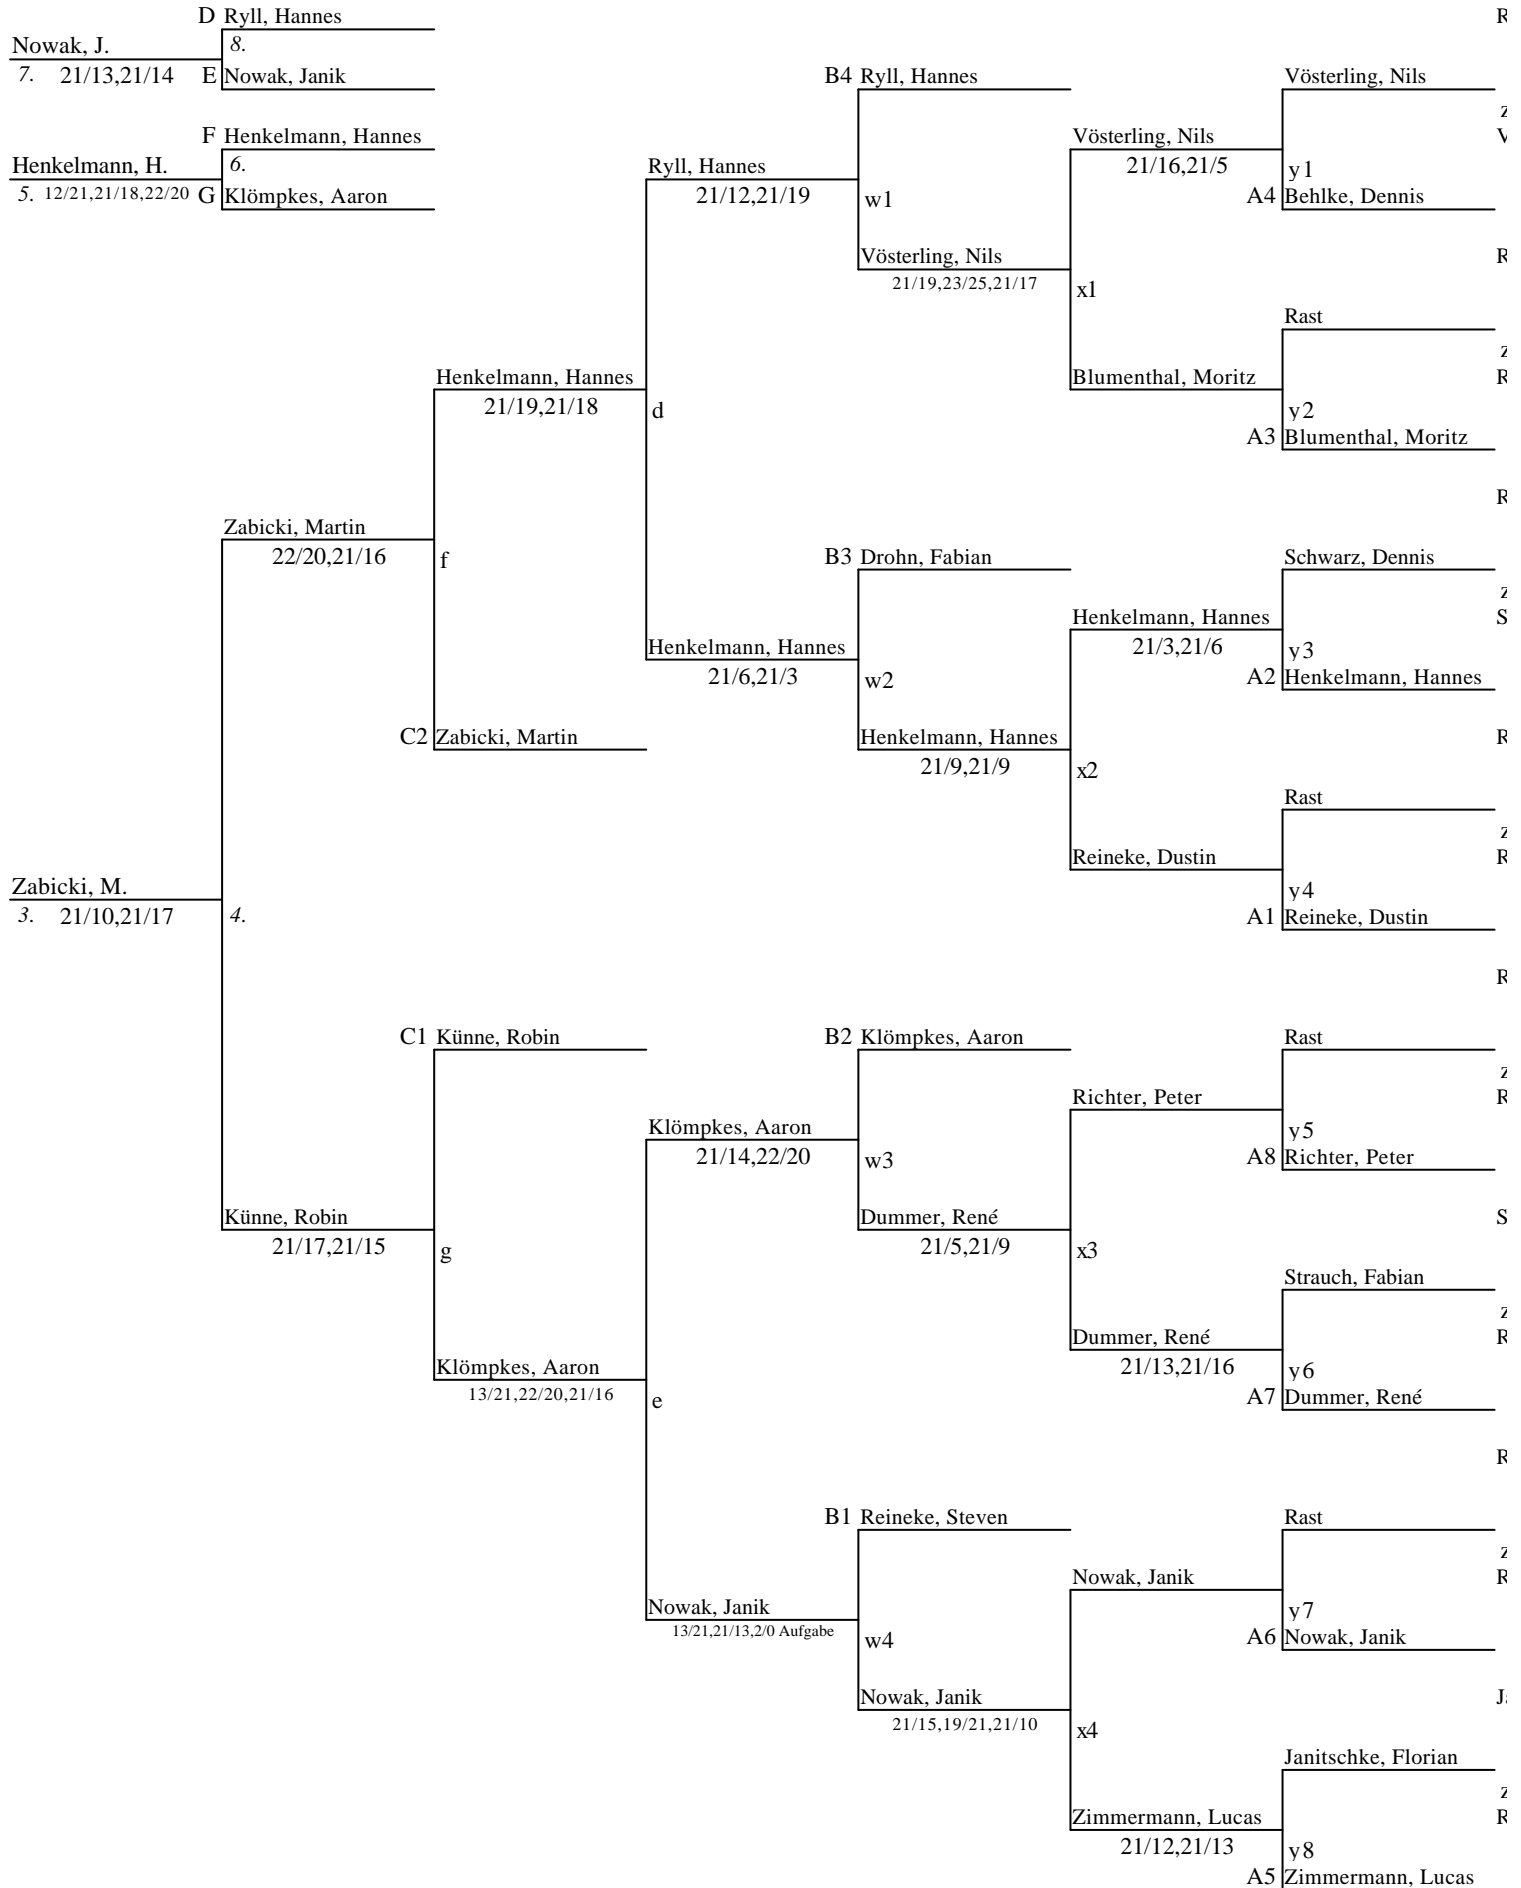 D Ryll, Hannes
Nowak, J.
8.
7. 21/13,21/14
E Nowak, Janik
F Henkelmann, Hannes
Henkelmann, H.
6.
5. 12/21,21/18,22/20
G Klömpkes, Aaron
B4 Ryll, Hannes
Vösterling, Nils
Vösterling, Nils
21/16,21/5
y1
A4 Behlke, Dennis
Ryll, Hannes
21/12,21/19
w1
Vösterling, Nils
21/19,23/25,21/17
x1
Rast
Blumenthal, Moritz
y2
A3 Blumenthal, Moritz
Henkelmann, Hannes
21/19,21/18
d
Zabicki, Martin
22/20,21/16
f
B3 Drohn, Fabian
Schwarz, Dennis
Henkelmann, Hannes
21/3,21/6
y3
A2 Henkelmann, Hannes
Henkelmann, Hannes
21/6,21/3
w2
C2 Zabicki, Martin
Henkelmann, Hannes
21/9,21/9
x2
Rast
Reineke, Dustin
y4
A1 Reineke, Dustin
Zabicki, M.
3. 21/10,21/17
4.
C1 Künne, Robin
B2 Klömpkes, Aaron
Rast
Richter, Peter
y5
A8 Richter, Peter
Klömpkes, Aaron
21/14,22/20
w3
Künne, Robin
21/17,21/15
g
Dummer, René
21/5,21/9
x3
Strauch, Fabian
Dummer, René
21/13,21/16
y6
A7 Dummer, René
Klömpkes, Aaron
13/21,22/20,21/16
e
B1 Reineke, Steven
Rast
Nowak, Janik
y7
A6 Nowak, Janik
Nowak, Janik
13/21,21/13,2/0 Aufgabe
w4
Nowak, Janik
21/15,19/21,21/10
x4
Janitschke, Florian
Zimmermann, Lucas
21/12,21/13
y8
A5 Zimmermann, Lucas